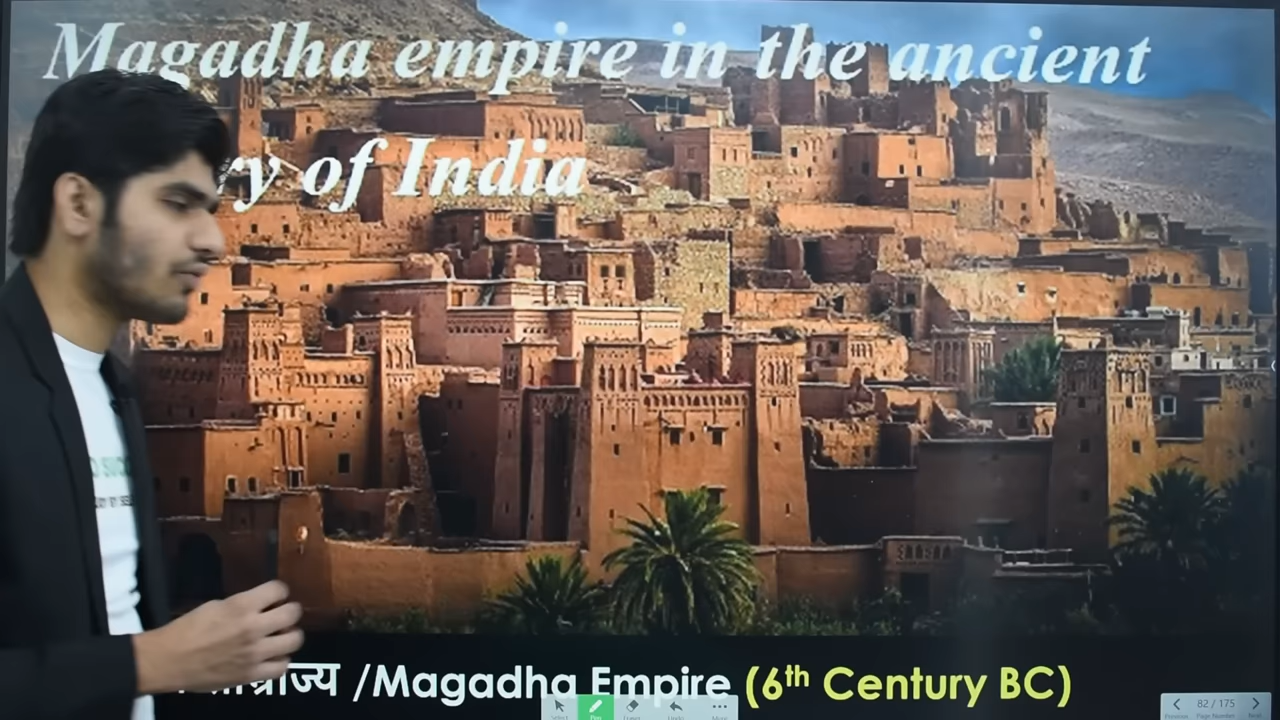 Magadha empire in the ancient
of India
/Magadha Empire (6th Century BC)
82 / 175